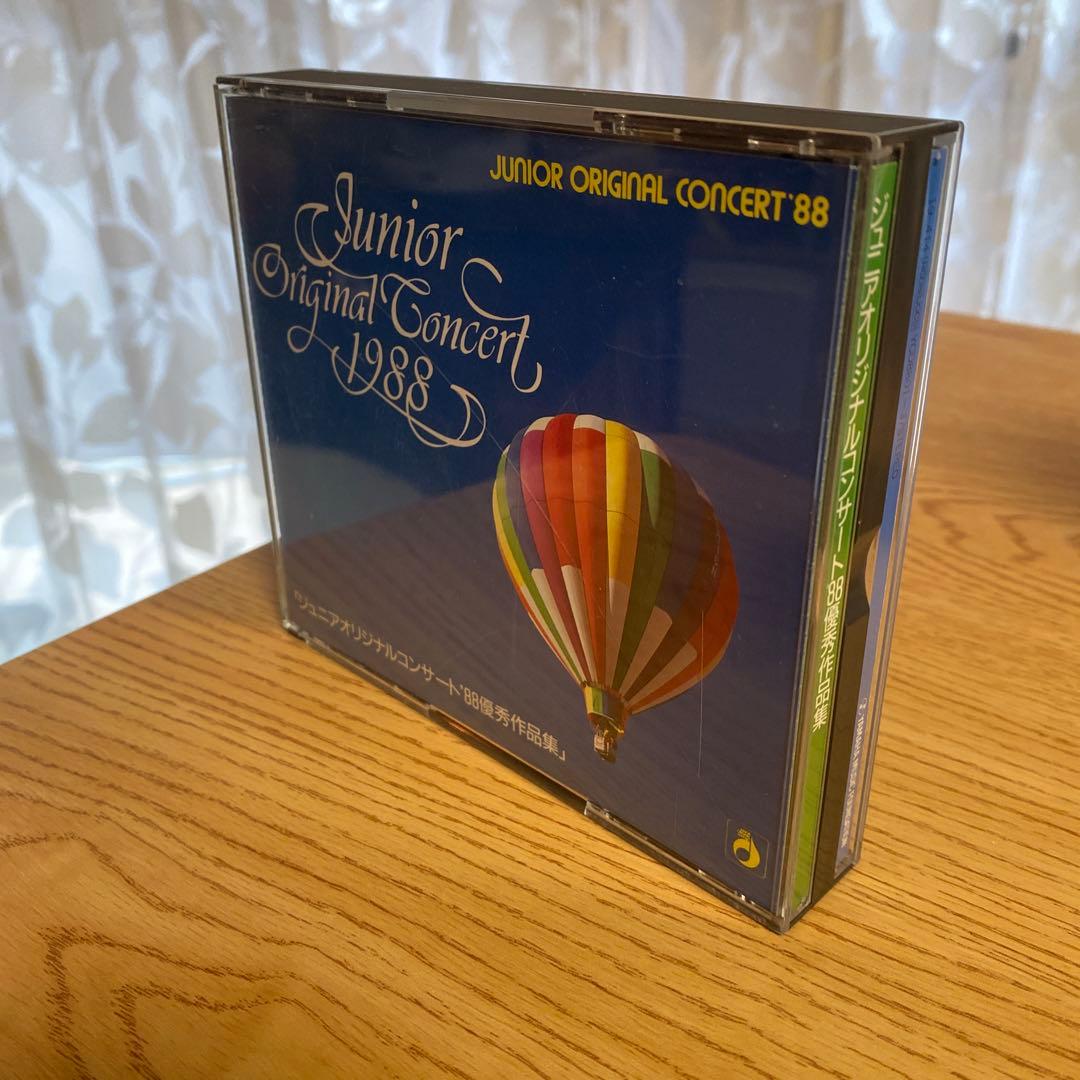 JUNIOR ORIGINAL CONCERT '88
Junior
Original Concert
1988
『ジュニアオリジナルコンサート'88優秀作品集』
ジュニアオリジナルコンサート'88優秀作品集